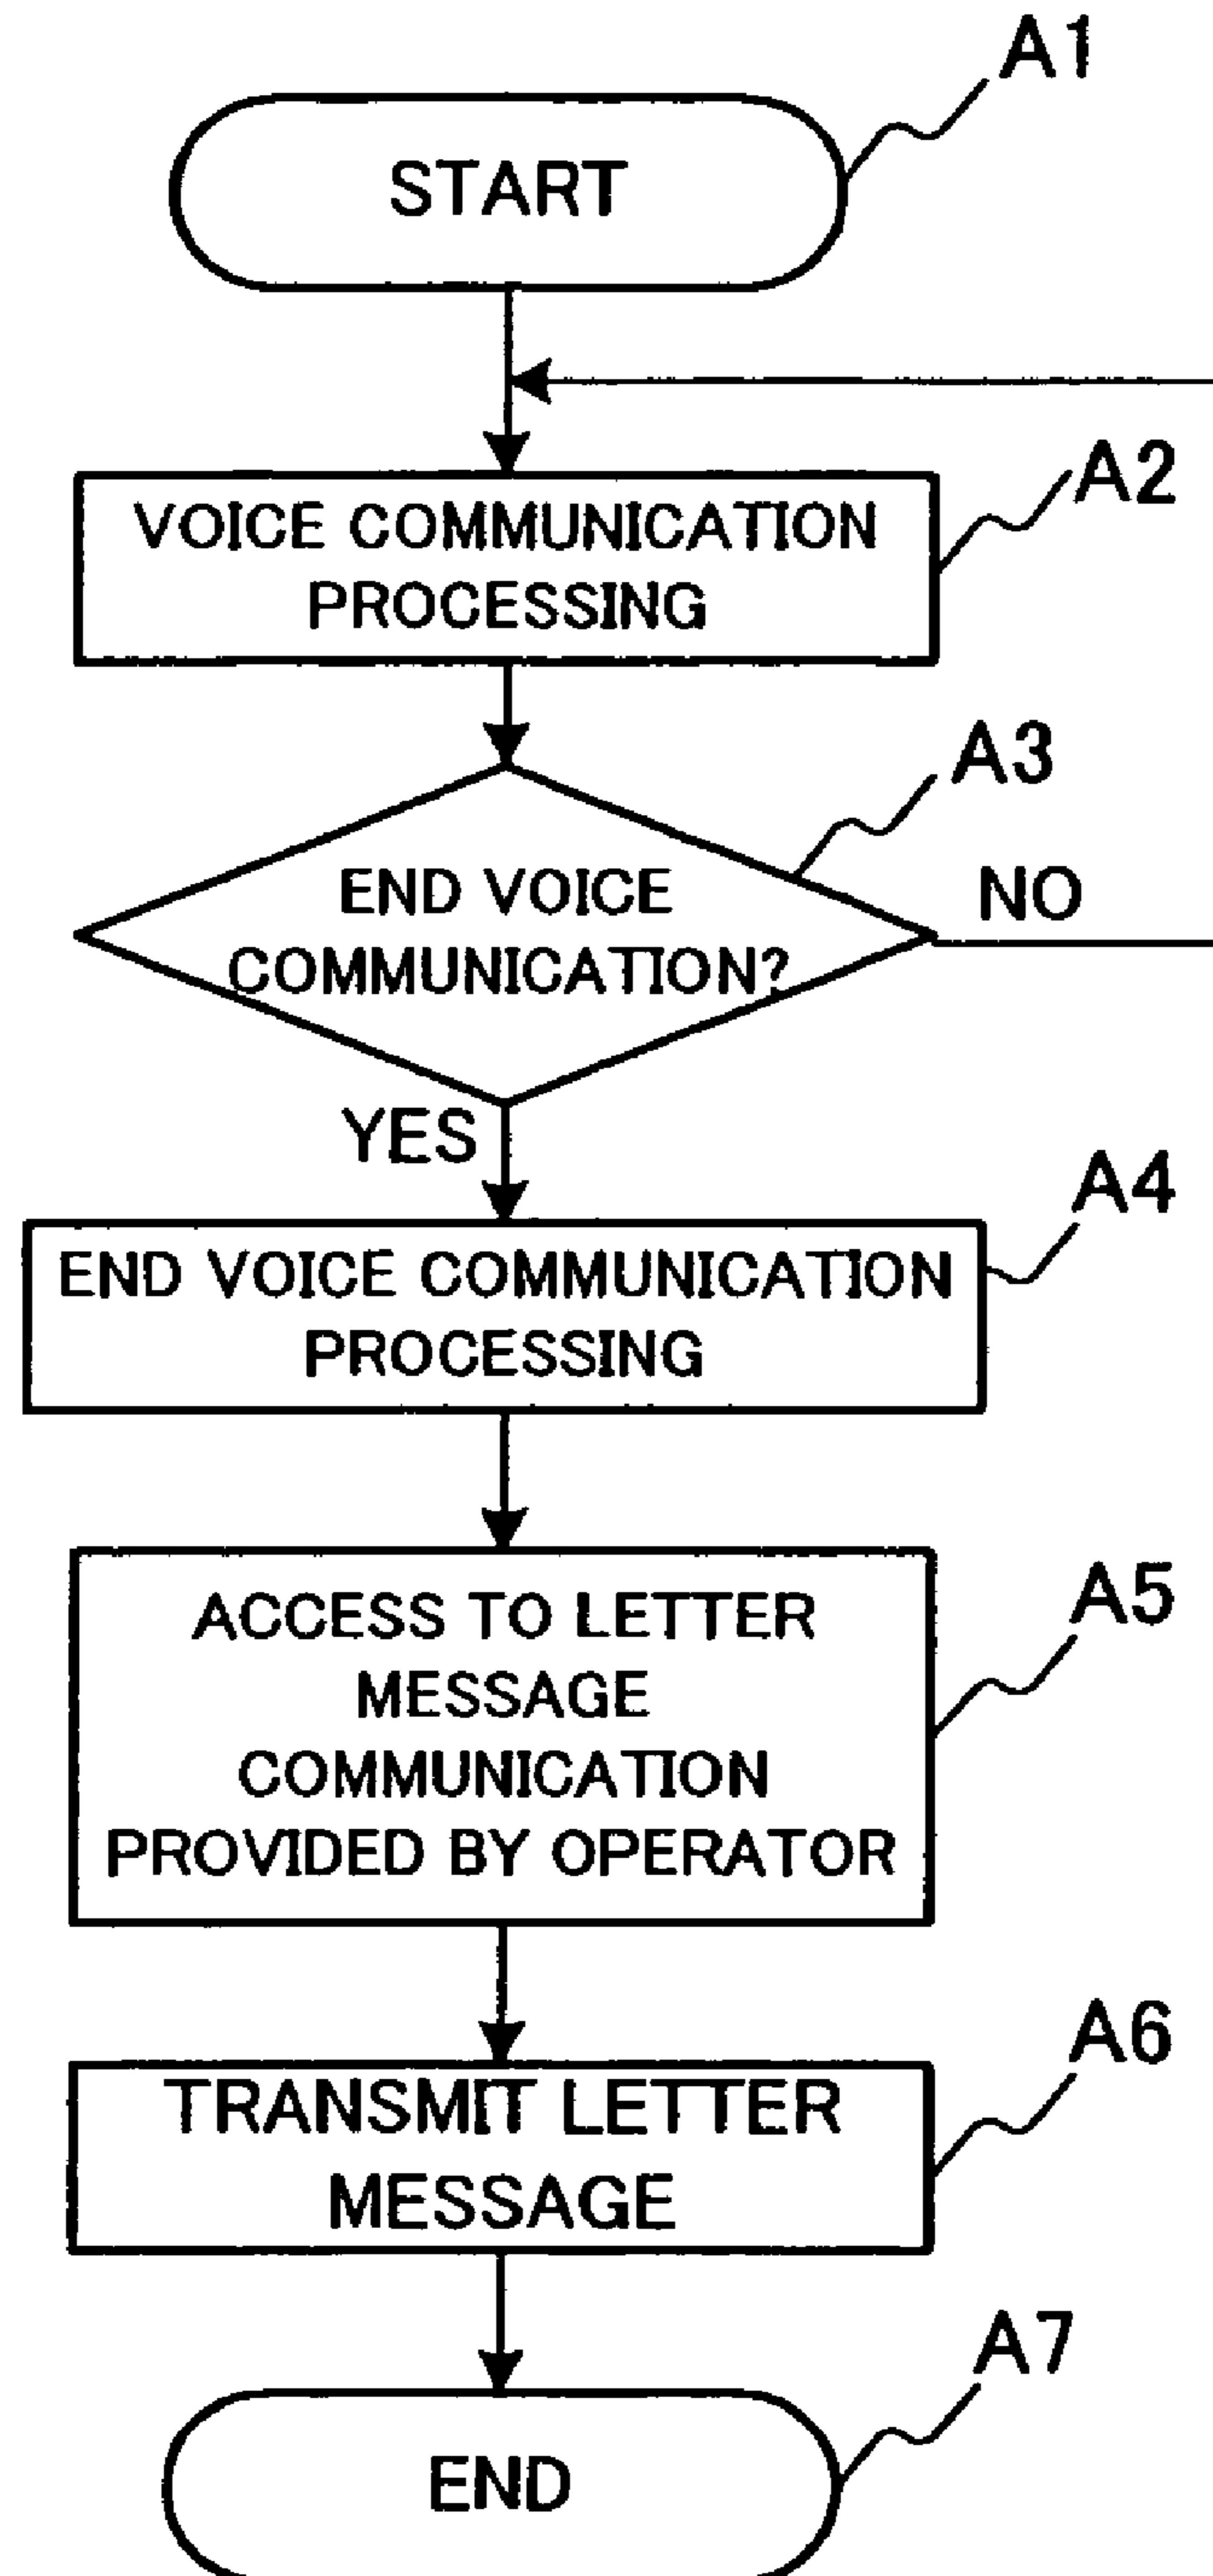 A1
START
A2
VOICE COMMUNICATION
PROCESSING
A3
END VOICE
COMMUNICATION?
NO
YES
A4
END VOICE COMMUNICATION
PROCESSING
A5
ACCESS TO LETTER
MESSAGE
COMMUNICATION
PROVIDED BY OPERATOR
A6
TRANSMIT LETTER
MESSAGE
A7
END